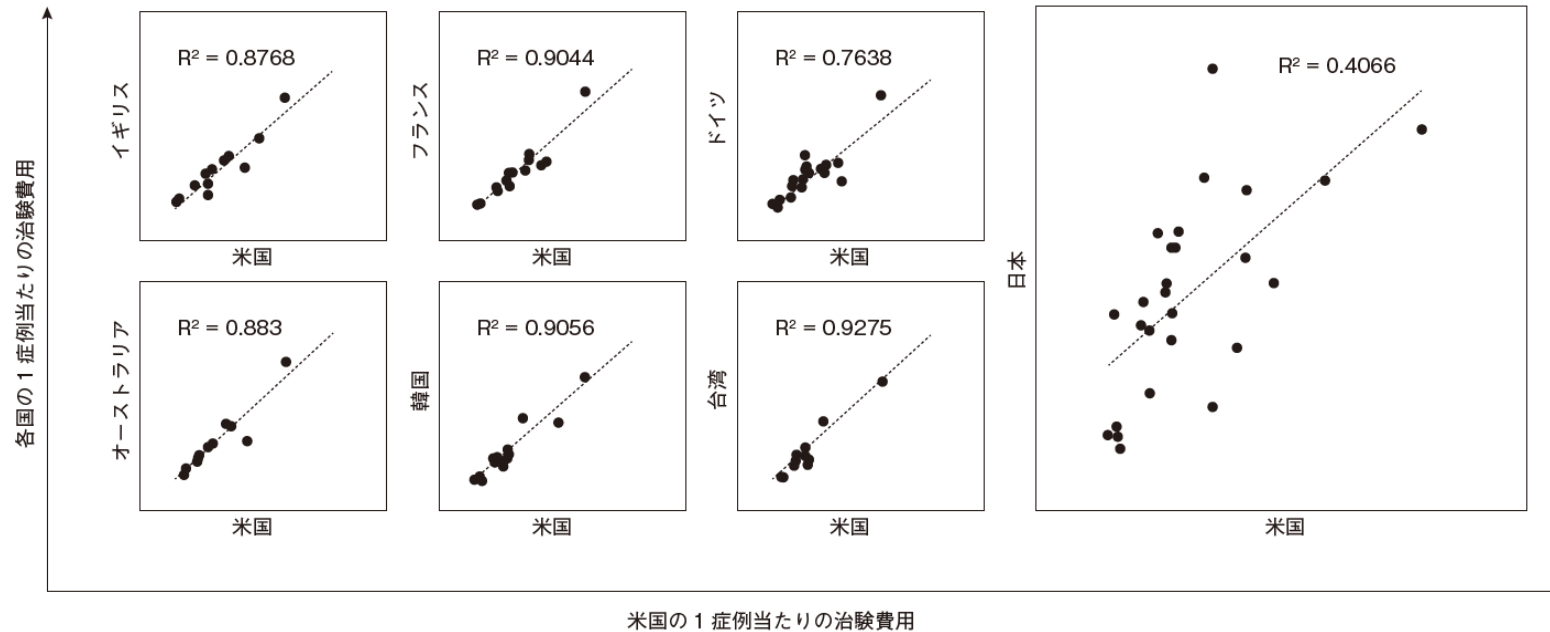 各国の1症例当たりの治験費用
イギリス
R² = 0.8768
米国
フランス
R² = 0.9044
米国
ドイツ
R² = 0.7638
米国
オーストラリア
R² = 0.883
米国
韓国
R² = 0.9056
米国
台湾
R² = 0.9275
米国
日本
R² = 0.4066
米国
米国の1症例当たりの治験費用